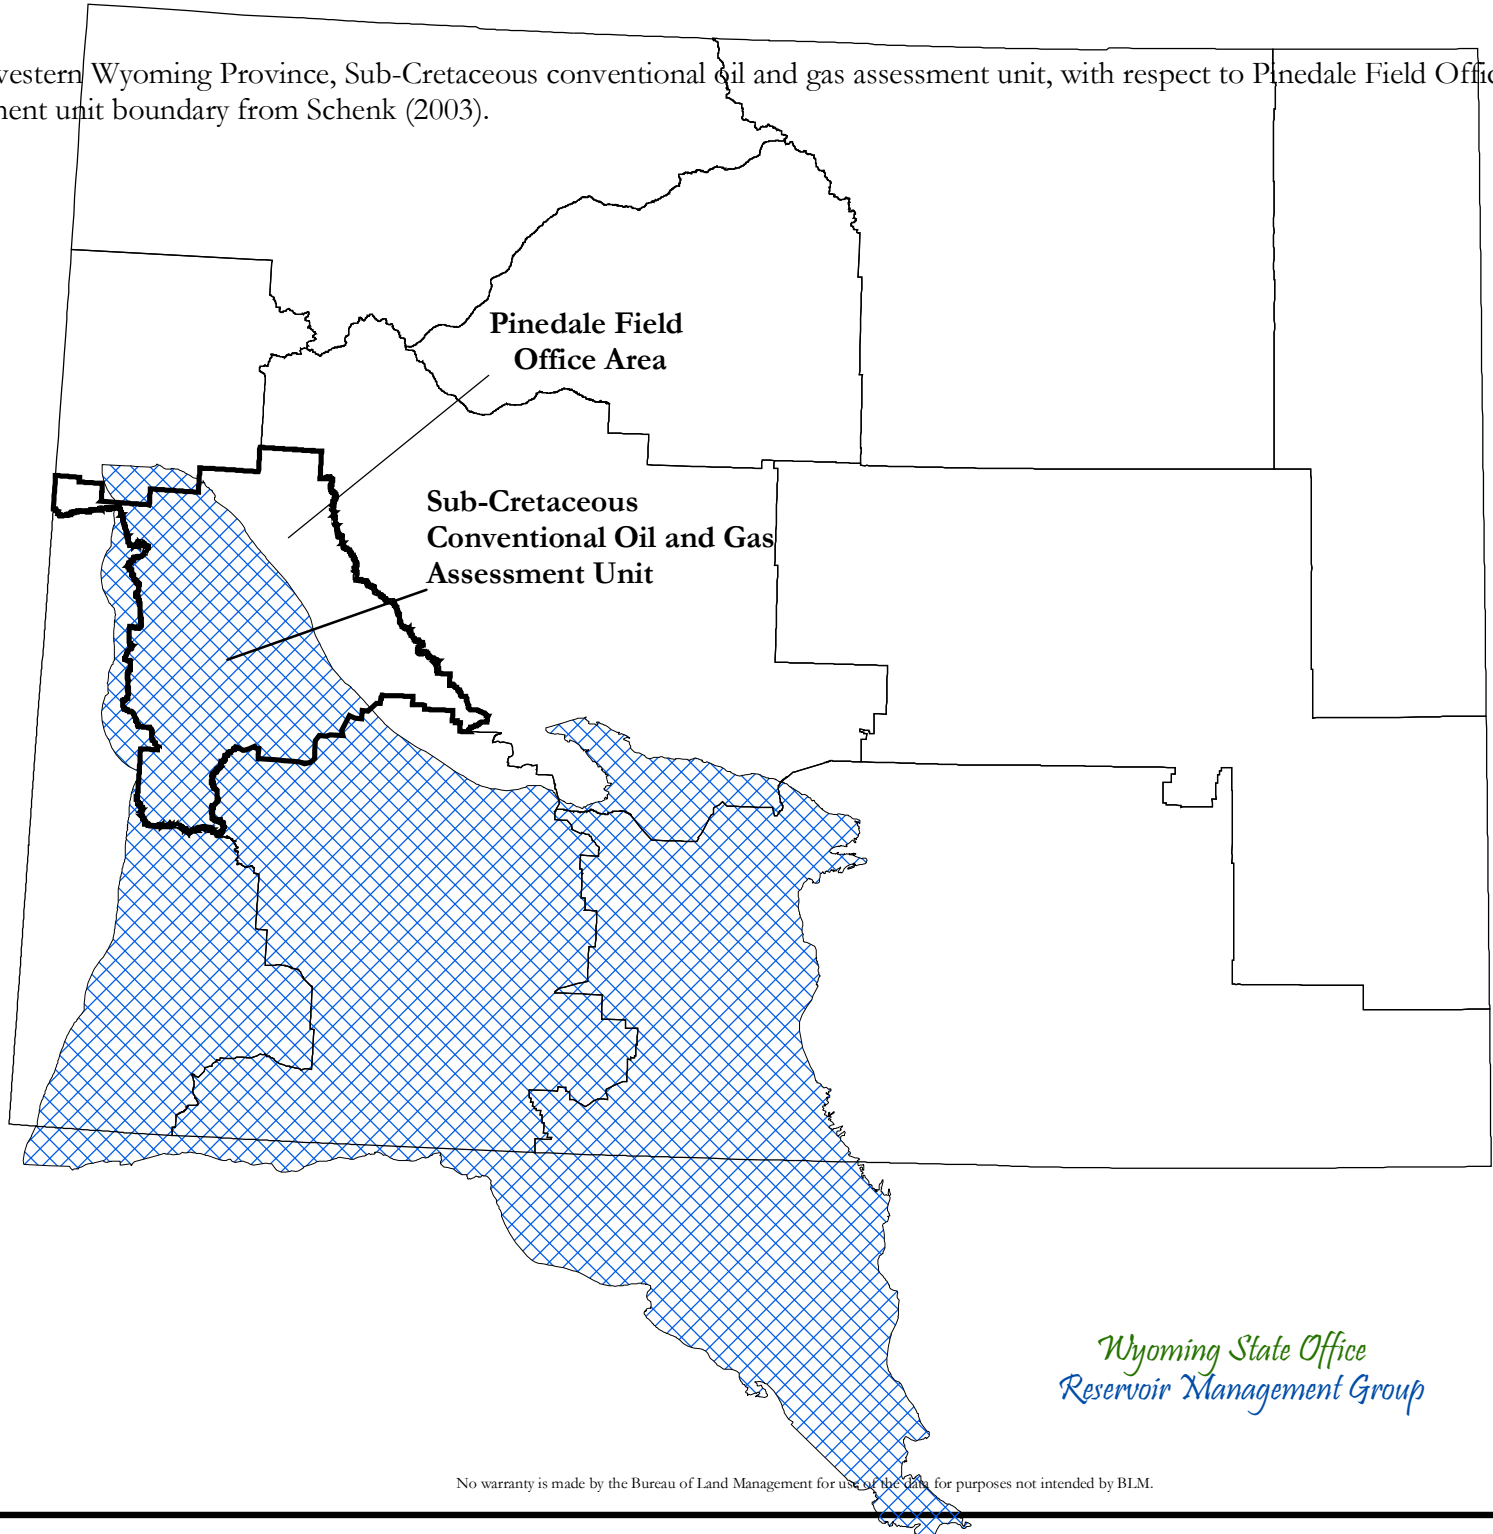 western Wyoming Province, Sub-Cretaceous conventional oil and gas assessment unit, with respect to Pinedale Field
unit boundary from Schenk (2003).
Pinedale Field
Office Area
Sub-Cretaceous
Conventional Oil and Gas
Assessment Unit
Wyoming State Office
Reservoir Management Group
No warranty is made by the Bureau of Land Management for use of the data for purposes not intended by BLM.